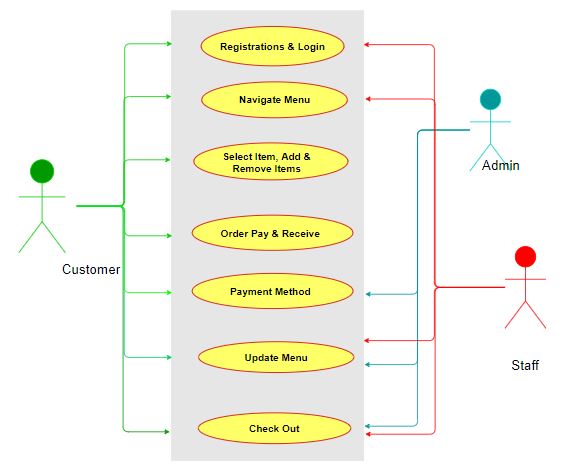 Registrations & Login
Navigate Menu
Select Item, Add &
Remove Items
Order Pay & Receive
Payment Method
Update Menu
Check Out
Customer
Admin
Staff